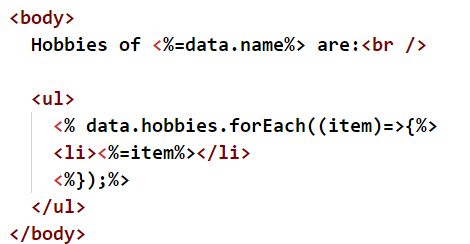 <body>
Hobbies of <%=data.name%> are:<br />
<ul>
<% data.hobbies.forEach((item)=>{%>
<li><%=item%></li>
<%});%>
</ul>
</body>